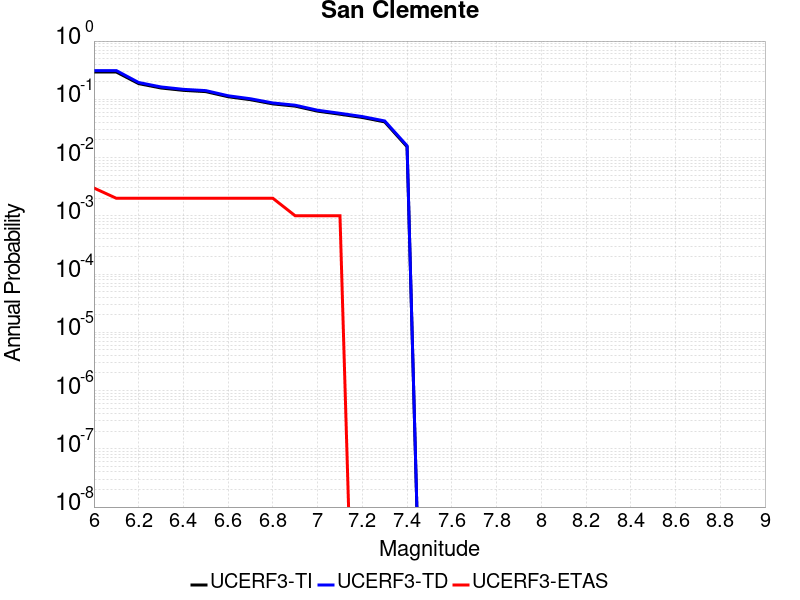 San Clemente
10^0
10^-1
10^-2
10^-3
10^-4
10^-5
10^-6
10^-7
10^-8
Annual Probability
6 6.2 6.4 6.6 6.8 7 7.2 7.4 7.6 7.8 8 8.2 8.4 8.6 8.8 9
Magnitude
UCERF3-TI UCERF3-TD UCERF3-ETAS